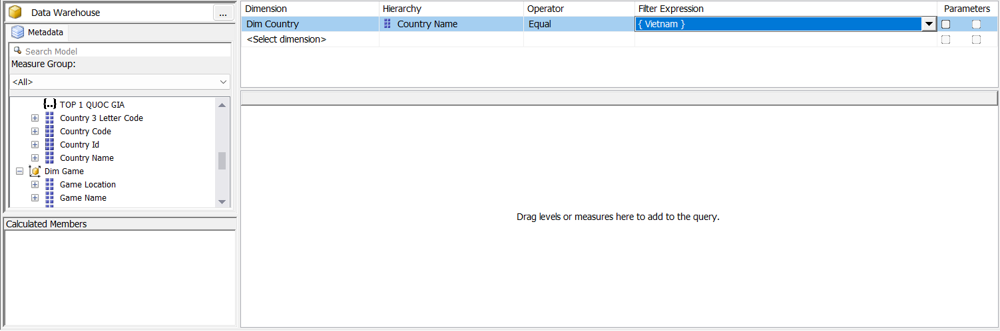 Data Warehouse
...
Metadata
Search Model
Measure Group:
<All>
TOP 1 QUOC GIA
Country 3 Letter Code
Country Code
Country Id
Country Name
Dim Game
Game Location
Game Name
Calculated Members
Dimension Hierarchy Operator Filter Expression Parameters
Dim Country Country Name Equal { Vietnam }
<Select dimension>
Drag levels or measures here to add to the query.